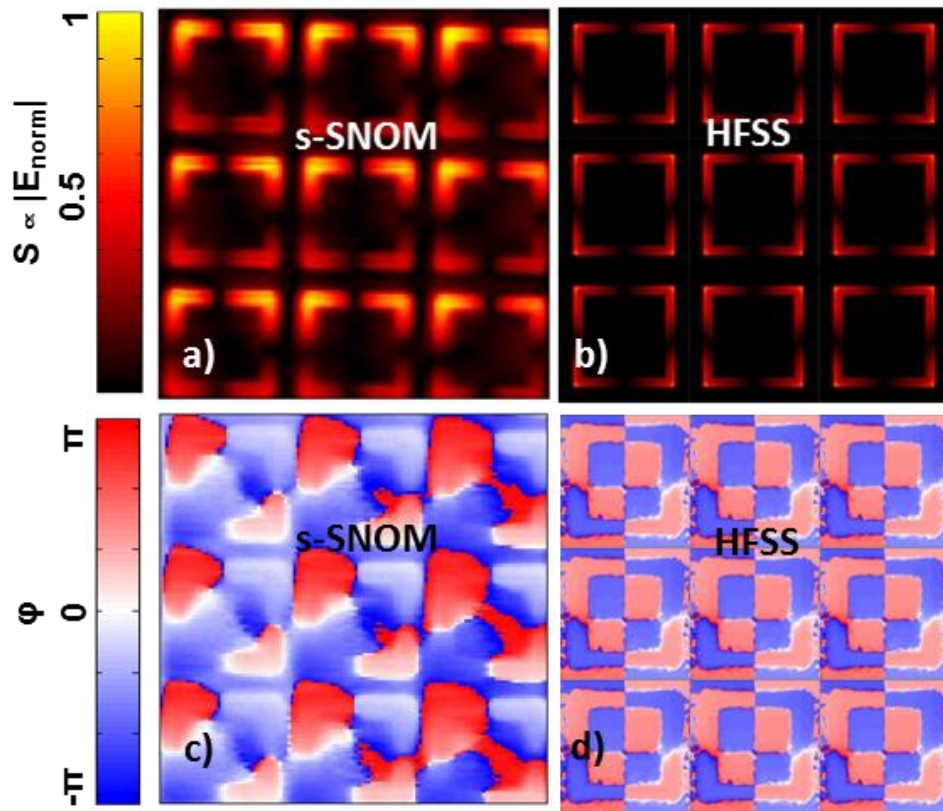 1
0.5
S ∝ |E_norm|
s-SNOM
HFSS
a)
b)
π
0
-π
φ
s-SNOM
HFSS
c)
d)